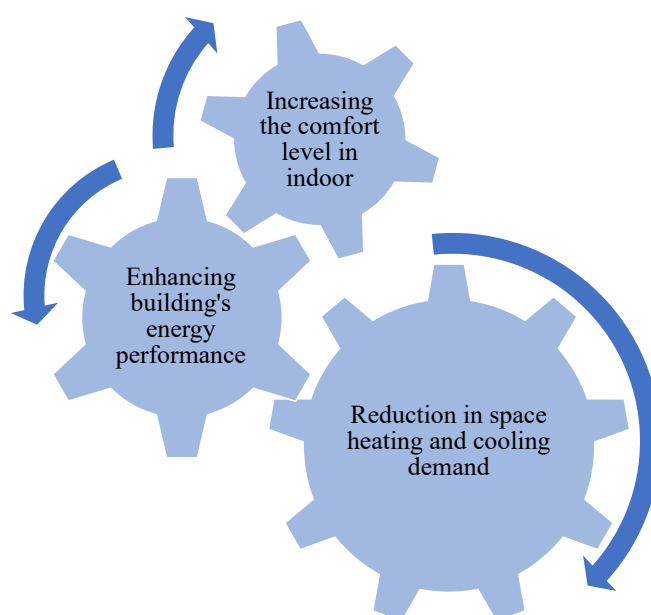 Increasing
the comfort
level in
indoor
Enhancing
building's
energy
performance
Reduction in space
heating and cooling
demand